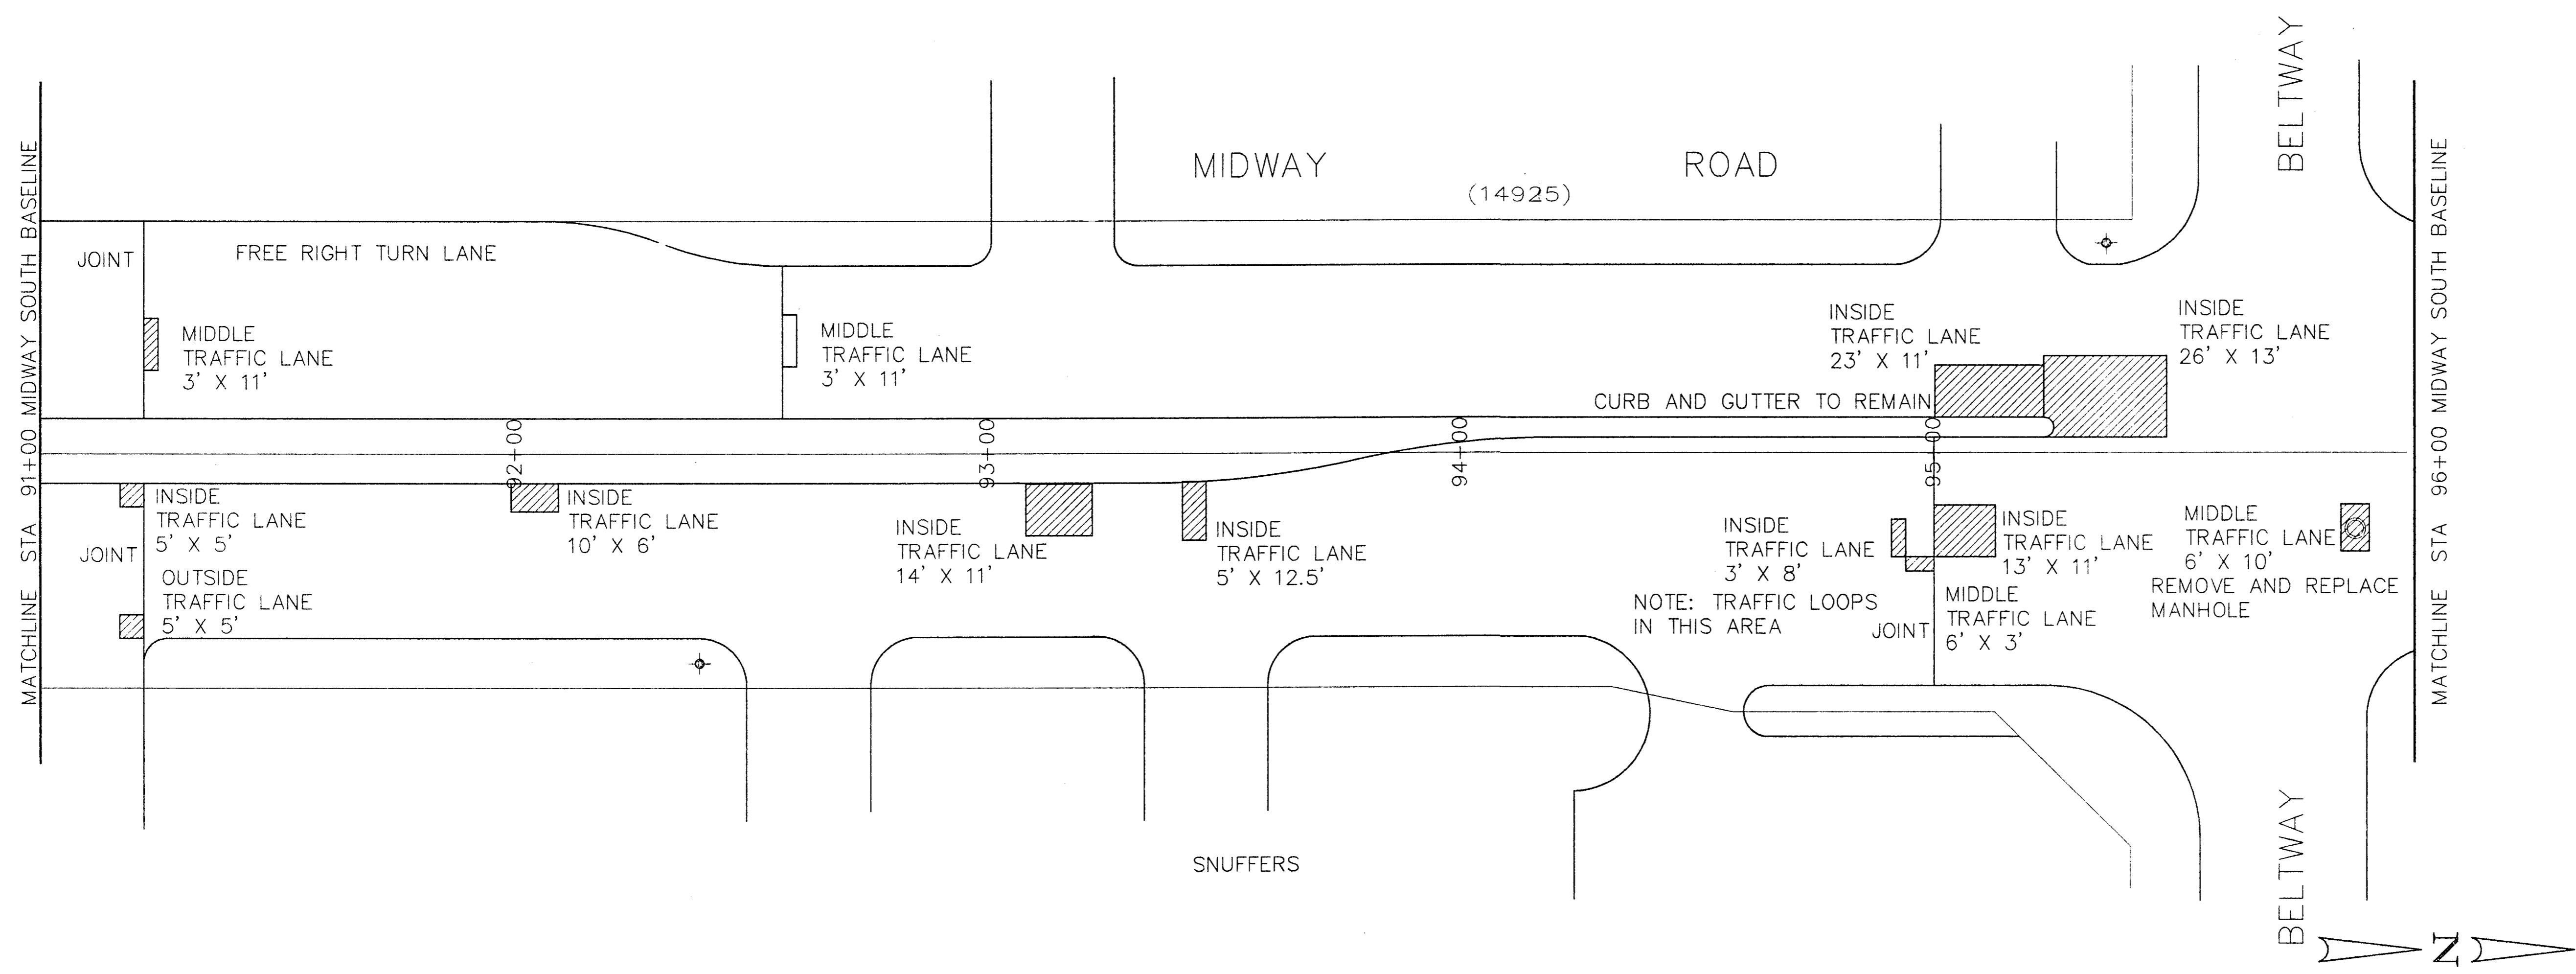 MATCHLINE STA 91+00 MIDWAY SOUTH BASELINE
BELTWAY
MIDWAY ROAD
(14925)
JOINT
FREE RIGHT TURN LANE
MIDDLE
TRAFFIC LANE
3' X 11'
MIDDLE
TRAFFIC LANE
3' X 11'
INSIDE
TRAFFIC LANE
23' X 11'
INSIDE
TRAFFIC LANE
26' X 13'
CURB AND GUTTER TO REMAIN
92+00
93+00
94+00
95+00
INSIDE
TRAFFIC LANE
5' X 5'
JOINT
OUTSIDE
TRAFFIC LANE
5' X 5'
INSIDE
TRAFFIC LANE
10' X 6'
INSIDE
TRAFFIC LANE
14' X 11'
INSIDE
TRAFFIC LANE
5' X 12.5'
INSIDE
TRAFFIC LANE
3' X 8'
NOTE: TRAFFIC LOOPS
IN THIS AREA
JOINT
INSIDE
TRAFFIC LANE
13' X 11'
MIDDLE
TRAFFIC LANE
6' X 3'
MIDDLE
TRAFFIC LANE
6' X 10'
REMOVE AND REPLACE
MANHOLE
SNUFFERS
BELTWAY
MATCHLINE STA 96+00 MIDWAY SOUTH BASELINE
N